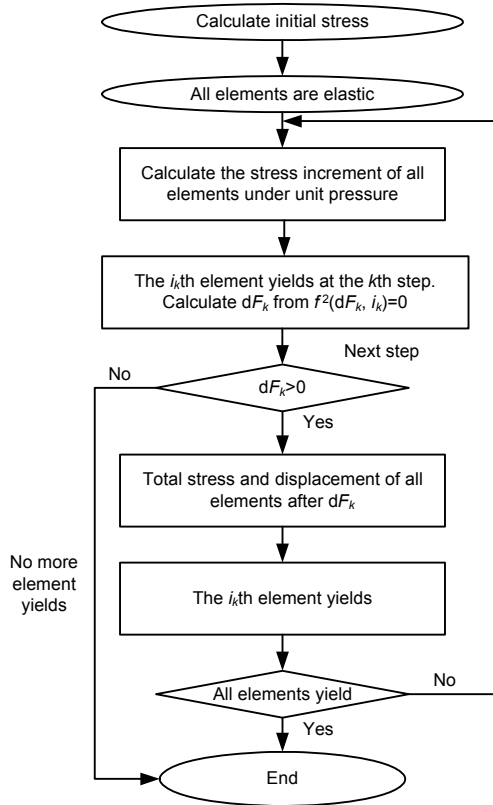 Calculate initial stress
All elements are elastic
Calculate the stress increment of all
elements under unit pressure
The iₖth element yields at the kth step.
Calculate dFₖ from f²(dFₖ, iₖ)=0
Next step
No
dFₖ>0
Yes
Total stress and displacement of all
elements after dFₖ
No more
element
yields
The iₖth element yields
All elements yield
No
Yes
End